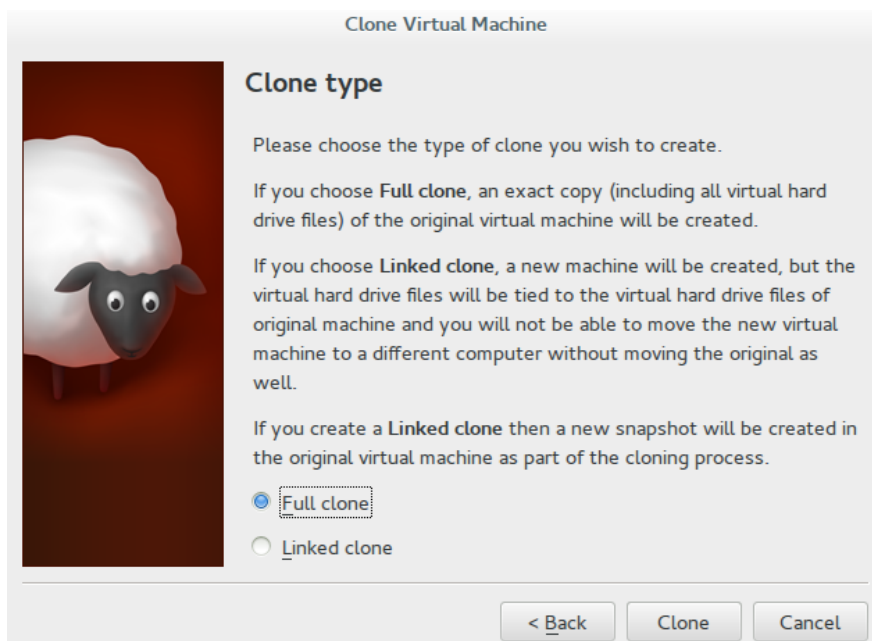 Clone Virtual Machine
Clone type
Please choose the type of clone you wish to create.
If you choose Full clone, an exact copy (including all virtual hard
drive files) of the original virtual machine will be created.
If you choose Linked clone, a new machine will be created, but the
virtual hard drive files will be tied to the virtual hard drive files of
original machine and you will not be able to move the new virtual
machine to a different computer without moving the original as
well.
If you create a Linked clone then a new snapshot will be created in
the original virtual machine as part of the cloning process.
Full clone
Linked clone
< Back Clone Cancel